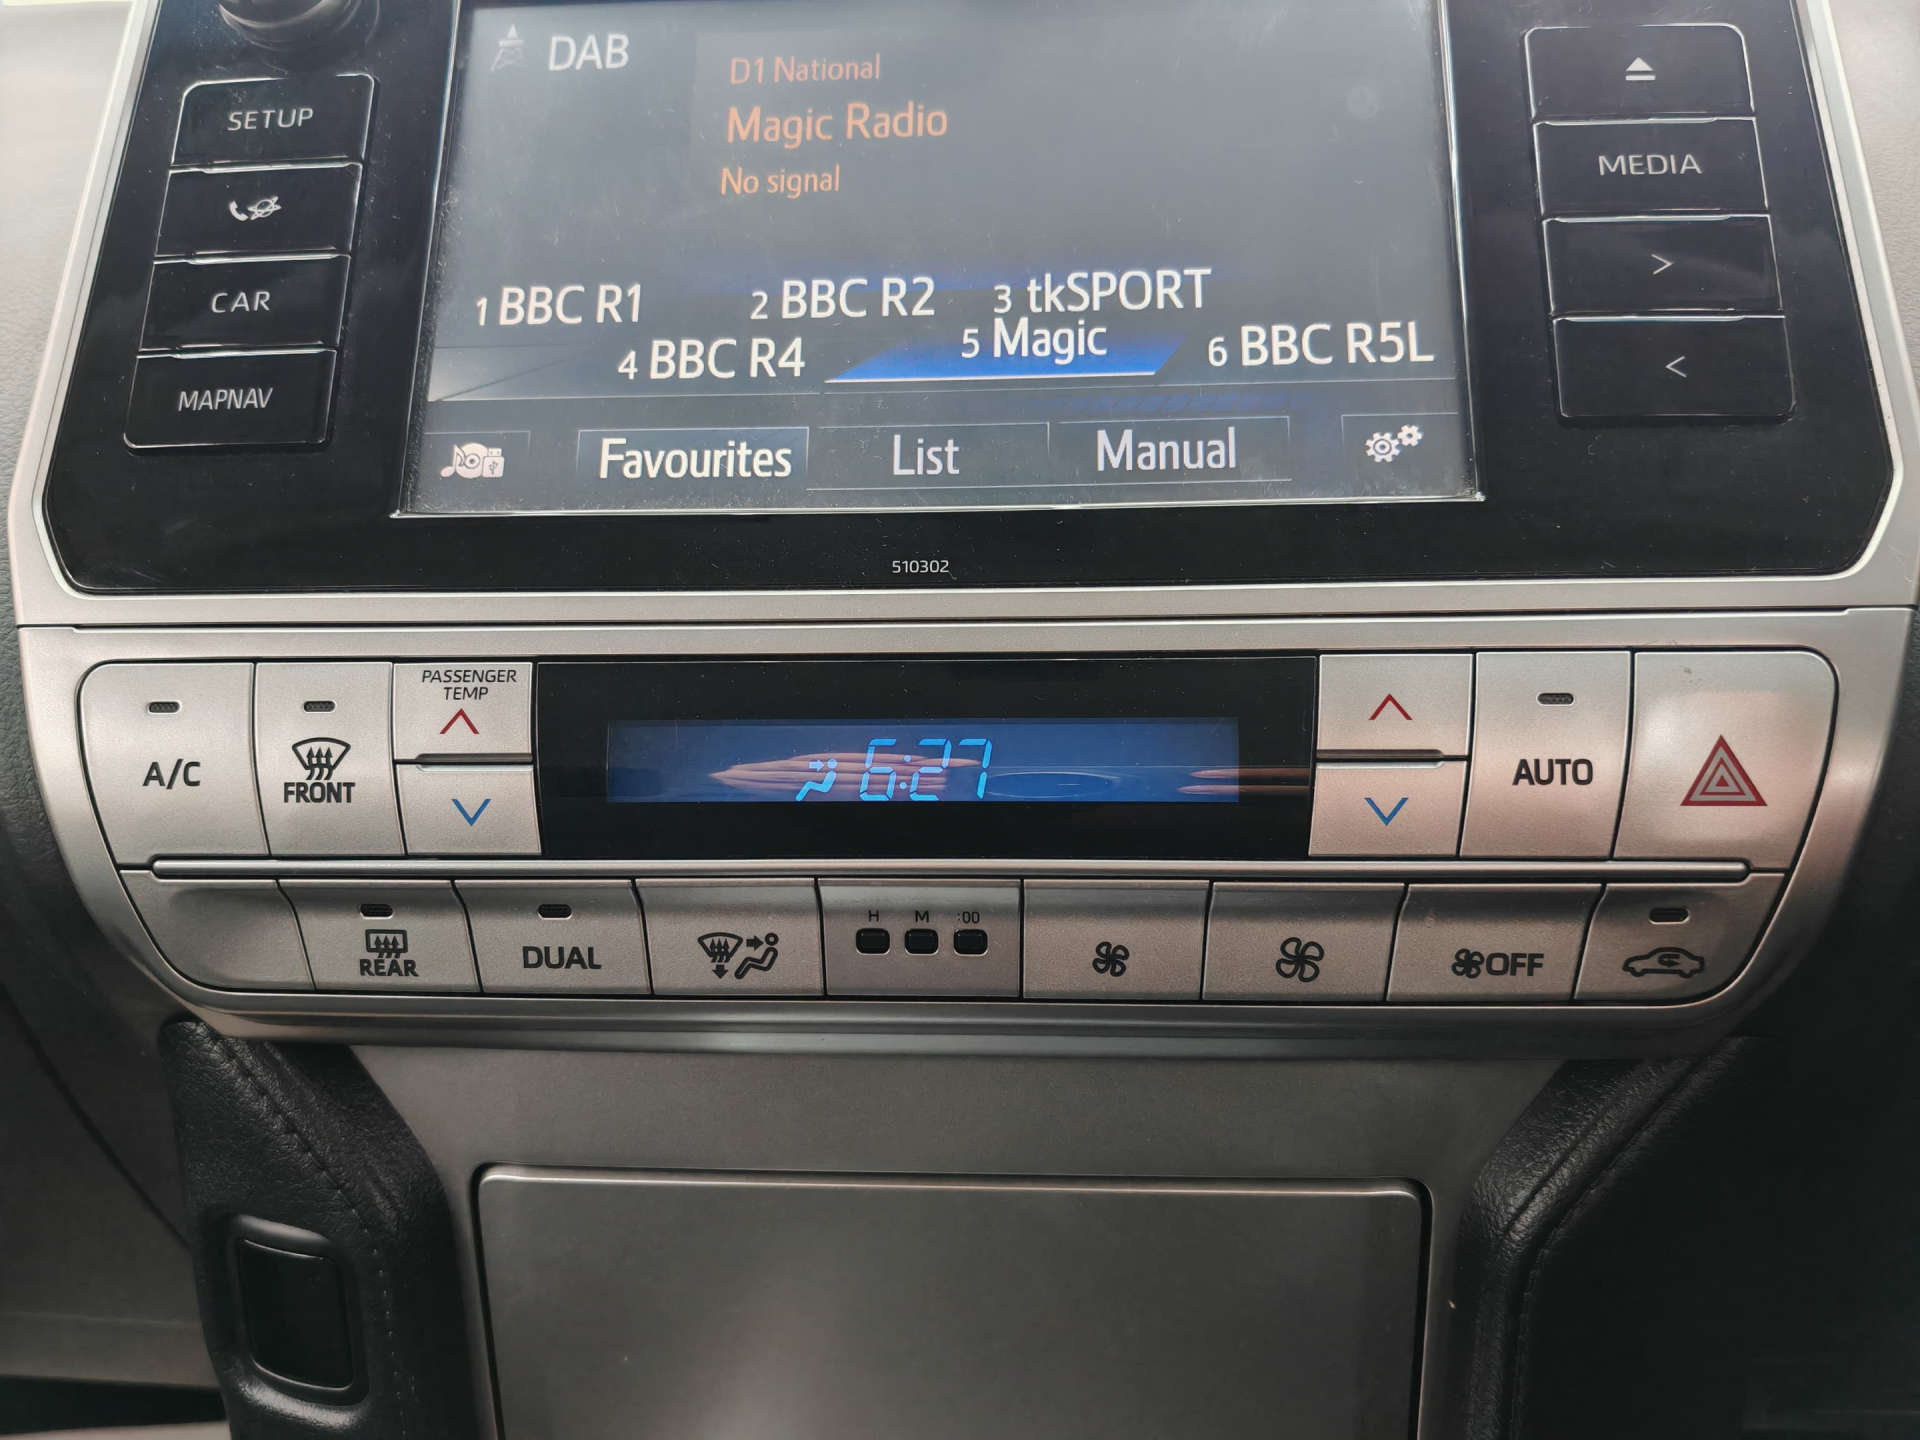 DAB
D1 National
Magic Radio
No signal
1 BBC R1 2 BBC R2 3 tkSPORT
4 BBC R4 5 Magic 6 BBC R5L
Favourites List Manual
SETUP
CAR
MAPNAV
MEDIA
>
<
510302
A/C
FRONT
PASSENGER
TEMP
6:27
AUTO
REAR
DUAL
H M :00
OFF